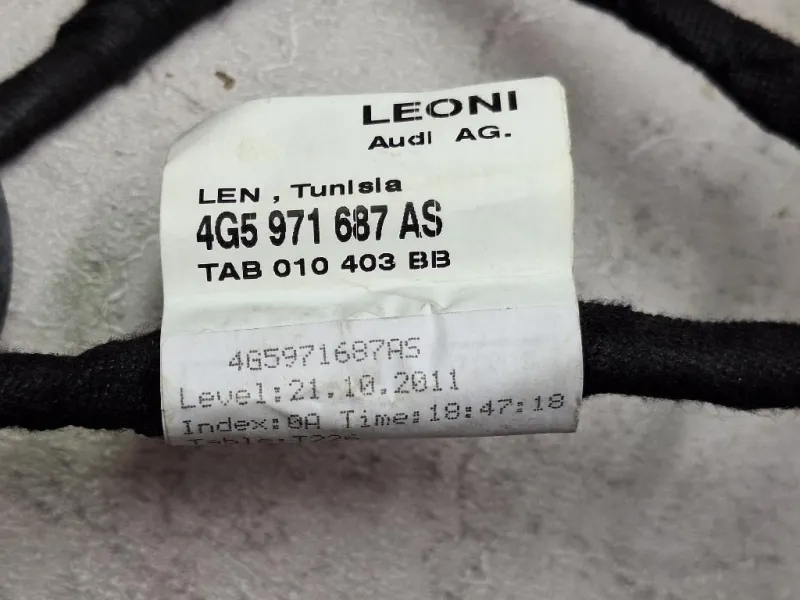 LEONI
Audi AG.
LEN , Tunisia
4G5 971 687 AS
TAB 010 403 BB
4G5971687AS
Level:21.10.2011
Index:0A Time:18:47:18